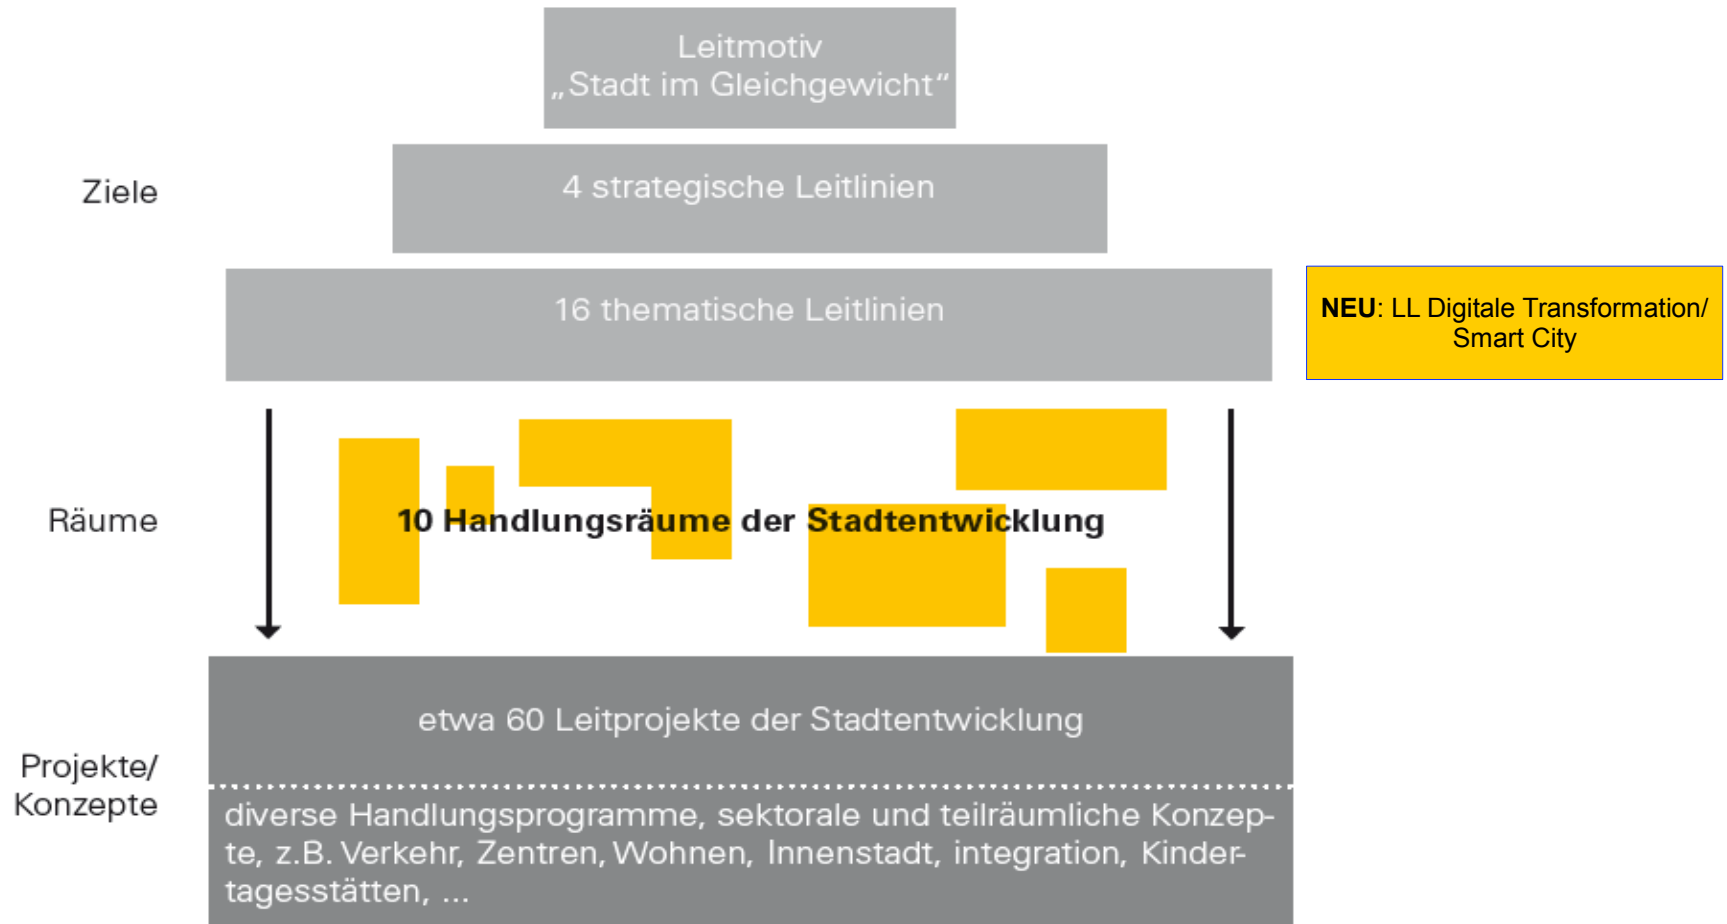 Leitmotiv
„Stadt im Gleichgewicht“
Ziele
4 strategische Leitlinien
16 thematische Leitlinien
NEU: LL Digitale Transformation/
Smart City
Räume
10 Handlungsräume der Stadtentwicklung
etwa 60 Leitprojekte der Stadtentwicklung
Projekte/
Konzepte
diverse Handlungsprogramme, sektorale und teilräumliche Konzep-
te, z.B. Verkehr, Zentren, Wohnen, Innenstadt, integration, Kinder-
tagesstätten, ...